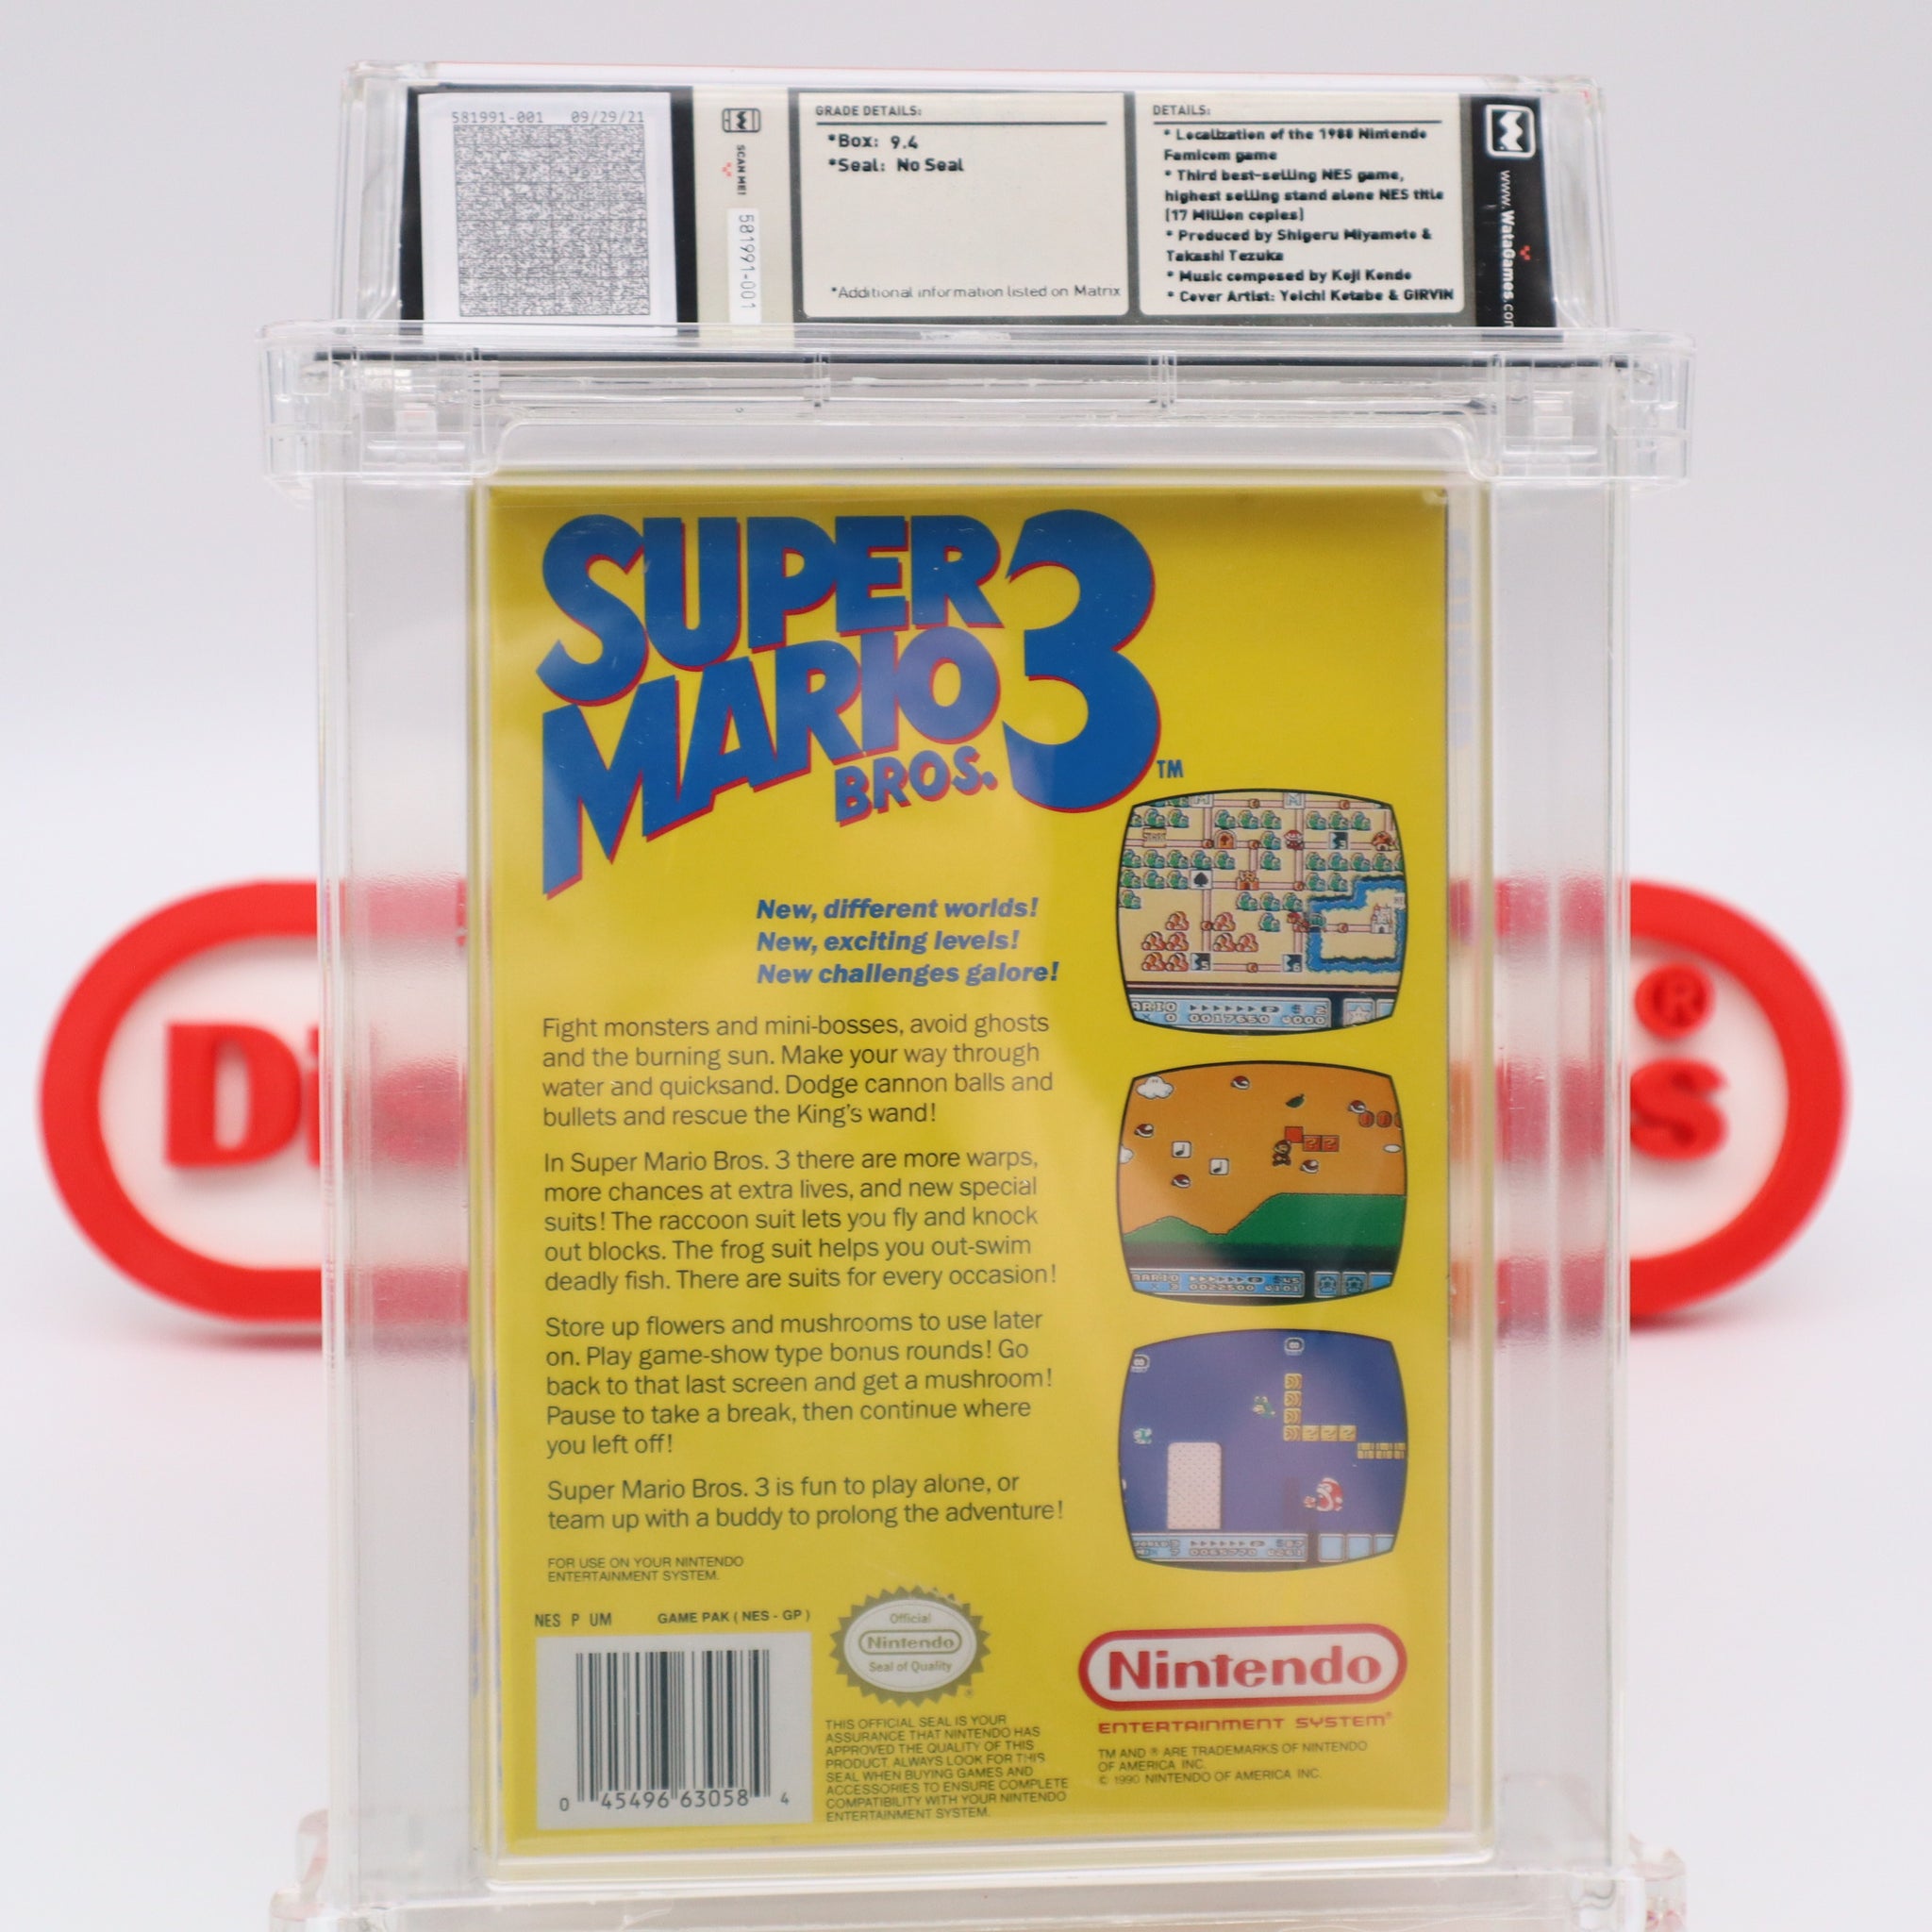 581991-001 09/29/21
SCAN ME!
581991-001
GRADE DETAILS:
*Box: 9.4
*Seal: No Seal
*Additional information listed on Matrix
DETAILS:
* Localization of the 1988 Nintendo
Famicom game
* Third best-selling NES game,
highest selling stand alone NES title
(17 Million copies)
* Produced by Shigeru Miyamoto &
Takashi Tezuka
* Music composed by Koji Kondo
* Cover Artist: Yoichi Kotabe & GIRVIN
www.WataGames.com
SUPER
MARIO
BROS. 3 TM
New, different worlds!
New, exciting levels!
New challenges galore!
Fight monsters and mini-bosses, avoid ghosts
and the burning sun. Make your way through
water and quicksand. Dodge cannon balls and
bullets and rescue the King's wand!
In Super Mario Bros. 3 there are more warps,
more chances at extra lives, and new special
suits! The raccoon suit lets you fly and knock
out blocks. The frog suit helps you out-swim
deadly fish. There are suits for every occasion!
Store up flowers and mushrooms to use later
on. Play game-show type bonus rounds! Go
back to that last screen and get a mushroom!
Pause to take a break, then continue where
you left off!
Super Mario Bros. 3 is fun to play alone, or
team up with a buddy to prolong the adventure!
FOR USE ON YOUR NINTENDO
ENTERTAINMENT SYSTEM.
NES P UM GAME PAK ( NES - GP )
0 45496 63058 4
Official
Nintendo
Seal of Quality
THIS OFFICIAL SEAL IS YOUR
ASSURANCE THAT NINTENDO HAS
APPROVED THE QUALITY OF THIS
PRODUCT. ALWAYS LOOK FOR THIS
SEAL WHEN BUYING GAMES AND
ACCESSORIES TO ENSURE COMPLETE
COMPATIBILITY WITH YOUR NINTENDO
ENTERTAINMENT SYSTEM.
Nintendo
ENTERTAINMENT SYSTEM®
TM AND ® ARE TRADEMARKS OF NINTENDO
OF AMERICA INC.
© 1990 NINTENDO OF AMERICA INC.